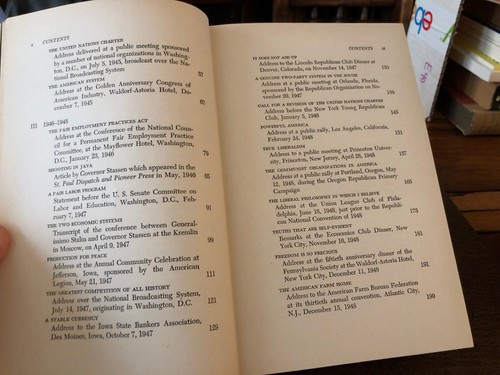 x CONTENTS
THE UNITED NATIONS CHARTER
Address delivered at a public meeting sponsored
by a number of national organizations in Washing-
ton, D.C., on July 5, 1945, broadcast over the Na-
tional Broadcasting System 57
THE AMERICAN SYSTEM
Address at the Golden Anniversary Congress of
American Industry, Waldorf-Astoria Hotel, De-
cember 7, 1945 62
III 1946–1948
THE FAIR EMPLOYMENT PRACTICES ACT
Address at the Conference of the National Coun-
cil for a Permanent Fair Employment Practice
Committee, at the Mayflower Hotel, Washington,
D.C., January 23, 1946 70
SHOOTING IN JAVA
Article by Governor Stassen which appeared in the
St. Paul Dispatch and Pioneer Press in May, 1946 85
A FAIR LABOR PROGRAM
Statement before the U. S. Senate Committee on
Labor and Education, Washington, D.C., Feb-
ruary 7, 1947 91
THE TWO ECONOMIC SYSTEMS
Transcript of the conference between General-
issimo Stalin and Governor Stassen at the Kremlin
in Moscow, on April 9, 1947 99
PRODUCTION FOR PEACE
Address at the Annual Community Celebration at
Jefferson, Iowa, sponsored by the American
Legion, May 21, 1947 111
THE GREATEST COMPETITION OF ALL HISTORY
Address over the National Broadcasting System,
July 14, 1947, originating in Washington, D.C. 121
A STABLE CURRENCY
Address to the Iowa State Bankers Association,
Des Moines, Iowa, October 7, 1947 129
CONTENTS xi
IT DOES NOT ADD UP
Address to the Lincoln Republican Club Dinner at
Denver, Colorado, on November 14, 1947
A GENUINE TWO-PARTY SYSTEM IN THE SOUTH
Address at a public meeting at Orlando, Florida,
sponsored by the Republican Organization on No-
vember 20, 1947
CALL FOR A REVISION OF THE UNITED NATIONS CHARTER
Address before the New York Young Republican
Club, January 5, 1948
POWERFUL AMERICA
Address at a public rally, Los Angeles, California,
February 24, 1948
TRUE LIBERALISM
Address to a public meeting at Princeton Univer-
sity, Princeton, New Jersey, April 28, 1948 157
THE COMMUNIST ORGANIZATIONS IN AMERICA
Address at a public rally at Portland, Oregon, May
12, 1948, during the Oregon Republican Primary
Campaign
THE LIBERAL PHILOSOPHY IN WHICH I BELIEVE
Address at the Union League Club of Phila-
delphia, June 15, 1948, just prior to the Republi-
can National Convention of 1948
TRUTHS THAT ARE SELF-EVIDENT
Remarks at the Economics Club Dinner, New
York City, November 16, 1948 181
FREEDOM IS SO PRECIOUS
Address at the fiftieth anniversary dinner of the
Pennsylvania Society at the Waldorf-Astoria Hotel,
New York City, December 11, 1948 191
THE AMERICAN FARM HOME
Address to the American Farm Bureau Federation
at its thirtieth annual convention, Atlantic City,
N.J., December 15, 1948 199
eb